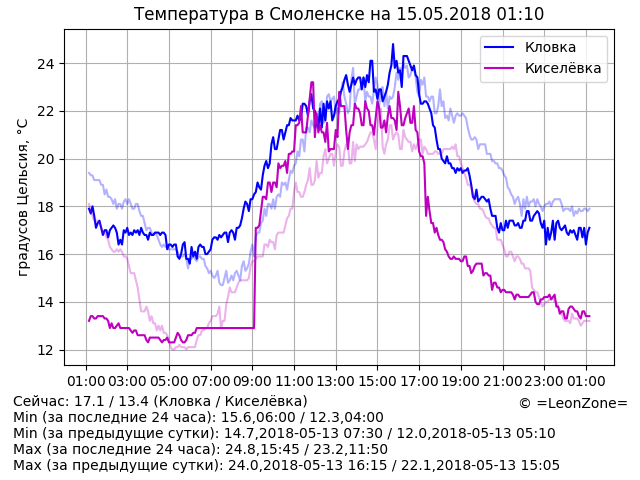 Температура в Смоленске на 15.05.2018 01:10
Кловка
Киселёвка
градусов Цельсия, °C
24
22
20
18
16
14
12
01:00 03:00 05:00 07:00 09:00 11:00 13:00 15:00 17:00 19:00 21:00 23:00 01:00
Сейчас: 17.1 / 13.4 (Кловка / Киселёвка)
© =LeonZone=
Min (за последние 24 часа): 15.6,06:00 / 12.3,04:00
Min (за предыдущие сутки): 14.7,2018-05-13 07:30 / 12.0,2018-05-13 05:10
Max (за последние 24 часа): 24.8,15:45 / 23.2,11:50
Max (за предыдущие сутки): 24.0,2018-05-13 16:15 / 22.1,2018-05-13 15:05